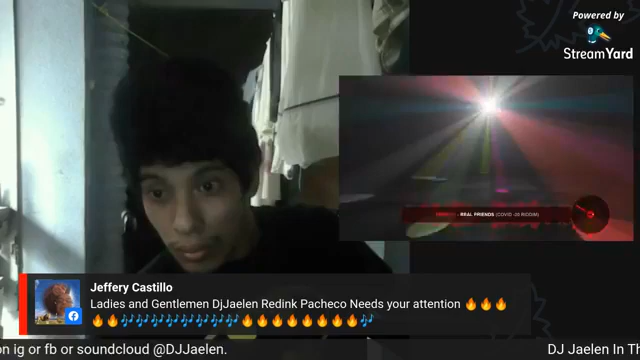 Powered by
StreamYard
- REAL FRIENDS (COVID -20 RIDDIM)
Jeffery Castillo
Ladies and Gentlemen DjJaelen Redink Pacheco Needs your attention 🔥🔥🔥
🔥🔥🎶🎶🎶🎶🎶🎶🎶🎶🔥🔥🔥🔥🔥🔥🔥🔥🎶
on ig or fb or soundcloud @DJJaelen. DJ Jaelen In Th